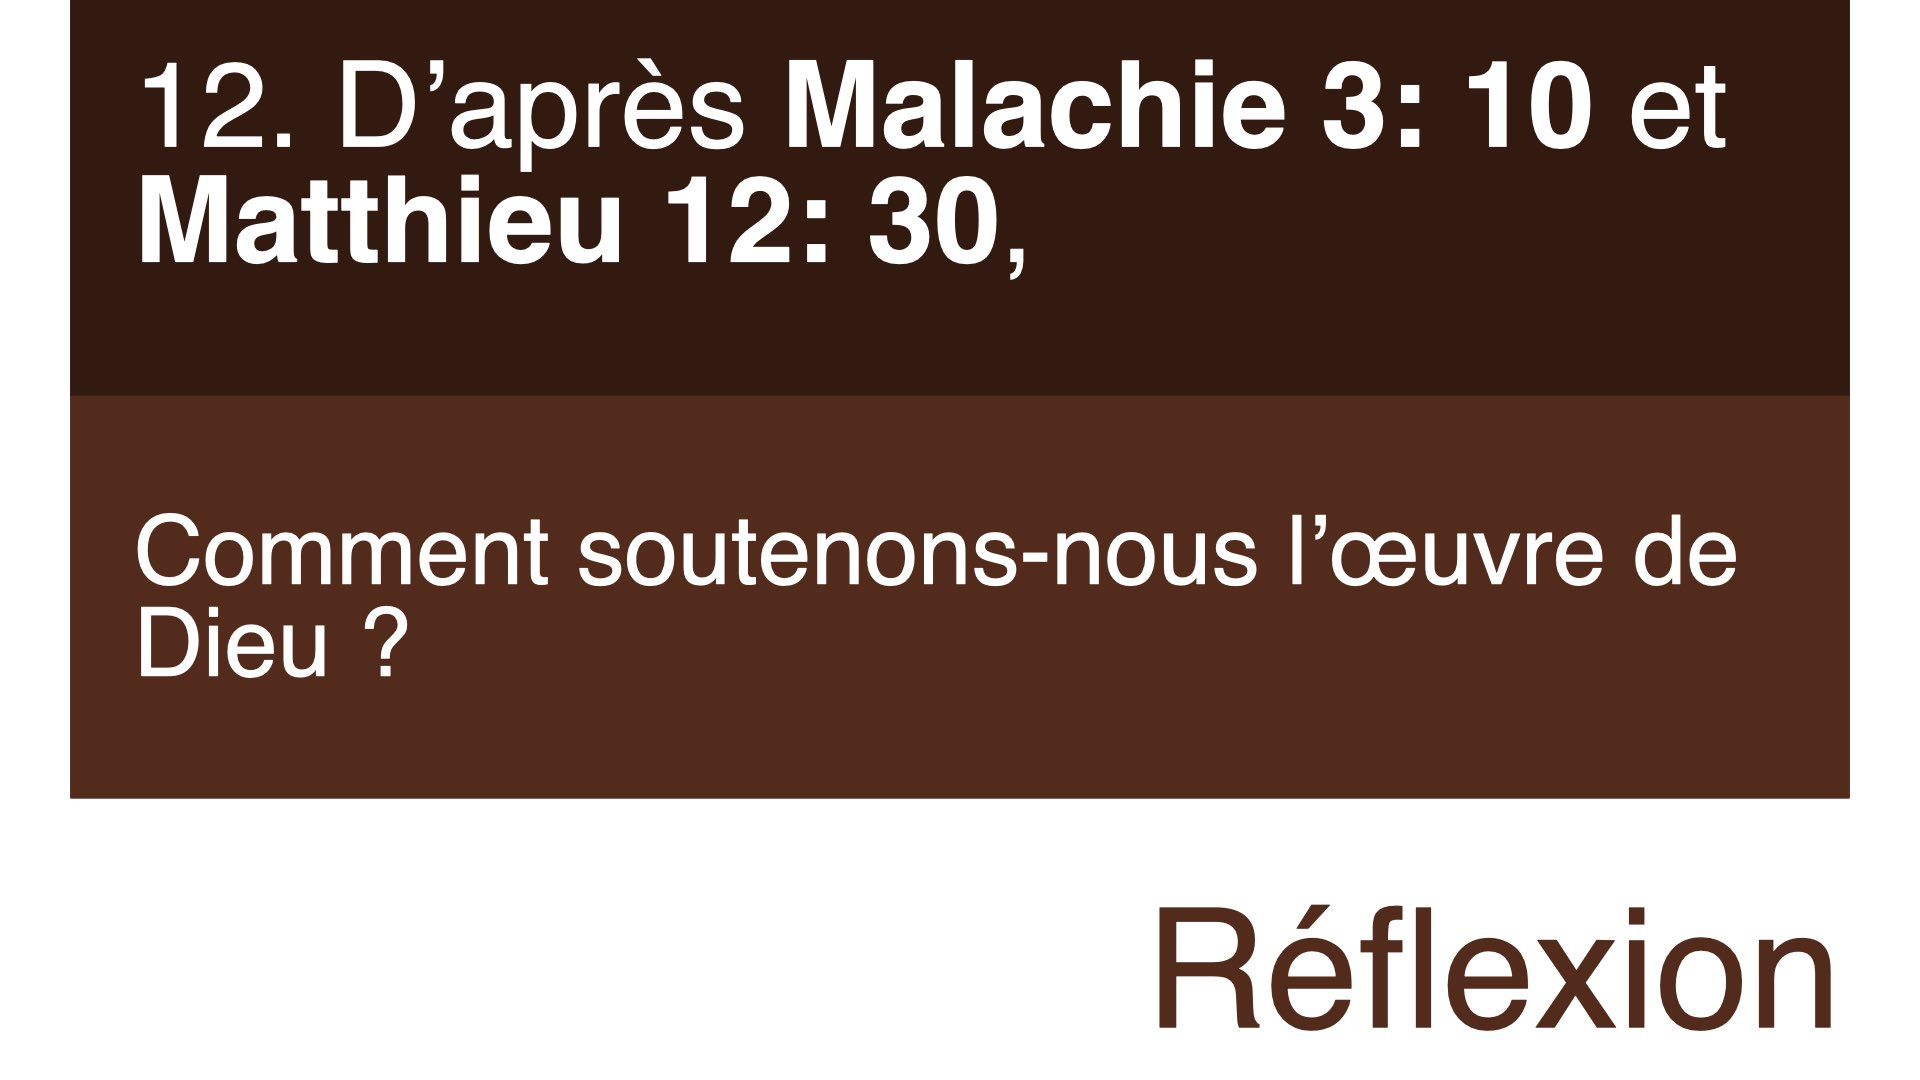 12. D’après Malachie 3: 10 et
Matthieu 12: 30,
Comment soutenons-nous l’œuvre de
Dieu ?
Réflexion